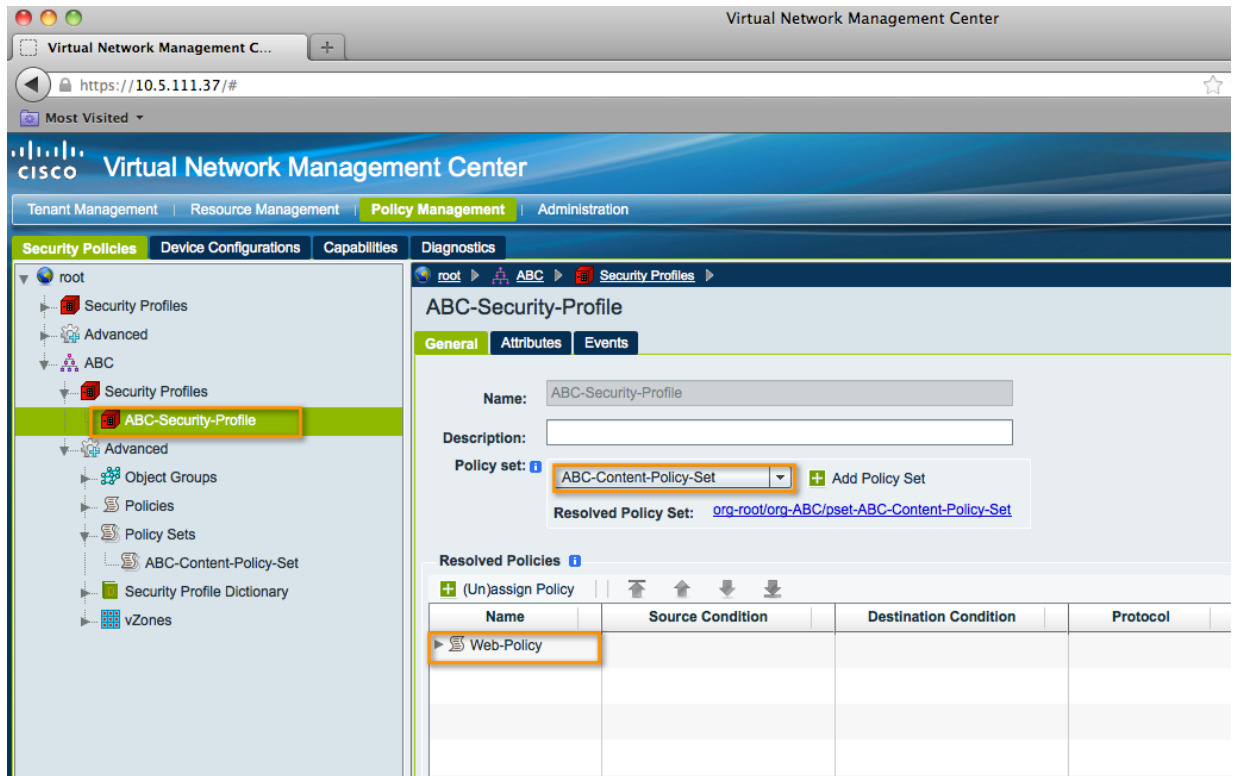 Virtual Network Management Center
Virtual Network Management C...
https://10.5.111.37/#
Most Visited
CISCO Virtual Network Management Center
Tenant Management | Resource Management | Policy Management | Administration
Security Policies Device Configurations Capabilities Diagnostics
root
Security Profiles
Advanced
ABC
Security Profiles
ABC-Security-Profile
Advanced
Object Groups
Policies
Policy Sets
ABC-Content-Policy-Set
Security Profile Dictionary
vZones
root ABC Security Profiles
ABC-Security-Profile
General Attributes Events
Name: ABC-Security-Profile
Description:
Policy set: ABC-Content-Policy-Set Add Policy Set
Resolved Policy Set: org-root/org-ABC/pset-ABC-Content-Policy-Set
Resolved Policies
(Un)assign Policy
Name Source Condition Destination Condition Protocol
Web-Policy